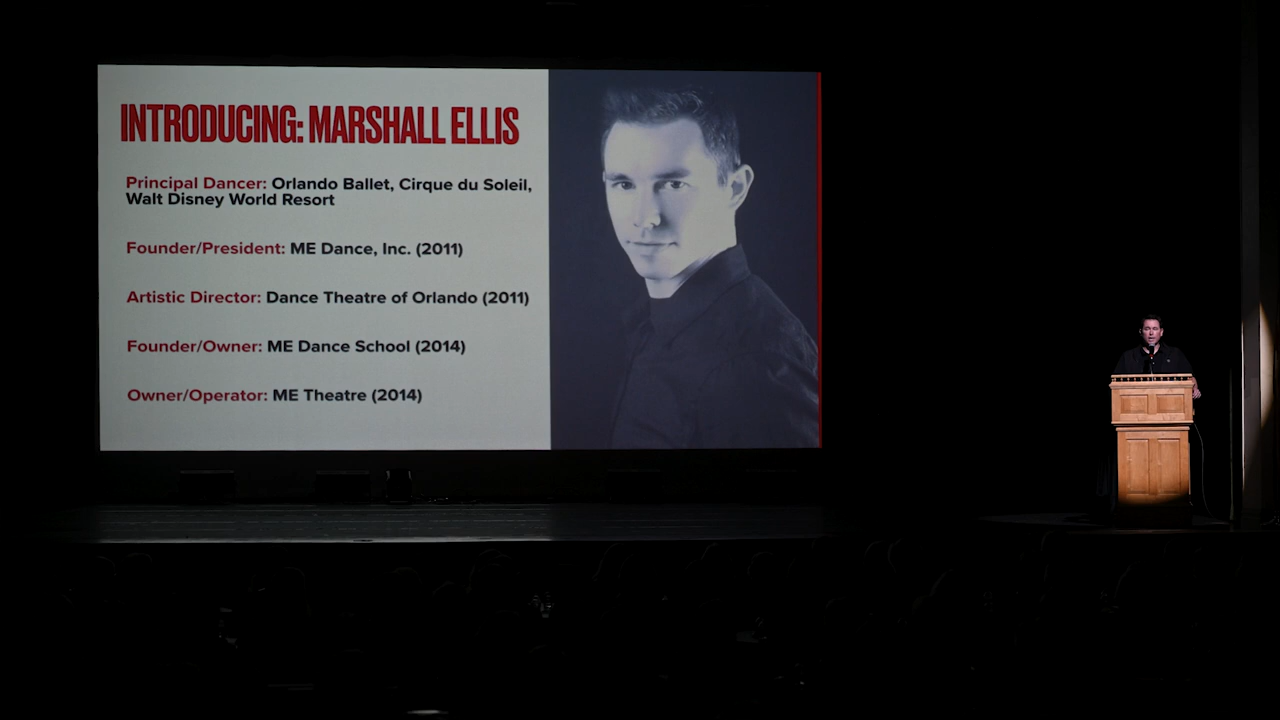 INTRODUCING: MARSHALL ELLIS
Principal Dancer: Orlando Ballet, Cirque du Soleil,
Walt Disney World Resort
Founder/President: ME Dance, Inc. (2011)
Artistic Director: Dance Theatre of Orlando (2011)
Founder/Owner: ME Dance School (2014)
Owner/Operator: ME Theatre (2014)